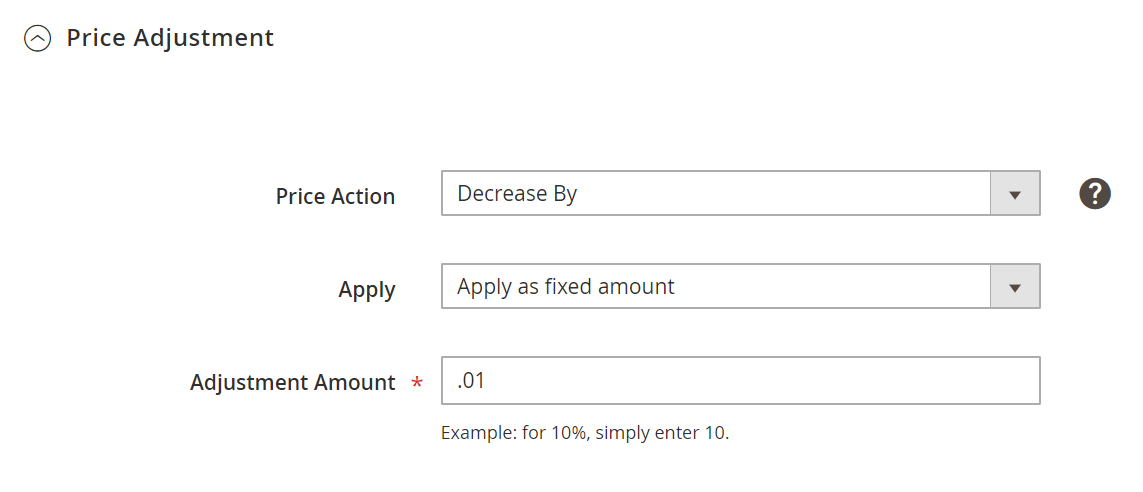 Price Adjustment
Price Action
Decrease By
?
Apply
Apply as fixed amount
Adjustment Amount *
.01
Example: for 10%, simply enter 10.